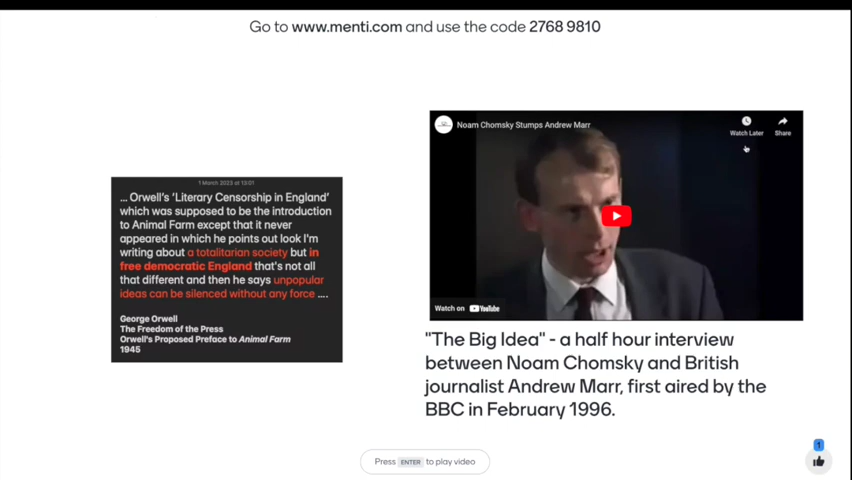 Go to www.menti.com and use the code 2768 9810
1 March 2023 at 13:01
... Orwell's 'Literary Censorship in England'
which was supposed to be the introduction
to Animal Farm except that it never
appeared in which he points out look I'm
writing about a totalitarian society but in
free democratic England that's not all
that different and then he says unpopular
ideas can be silenced without any force ....
George Orwell
The Freedom of the Press
Orwell's Proposed Preface to Animal Farm
1945
Noam Chomsky Stumps Andrew Marr
Watch Later
Share
Watch on YouTube
"The Big Idea" - a half hour interview
between Noam Chomsky and British
journalist Andrew Marr, first aired by the
BBC in February 1996.
Press ENTER to play video
1